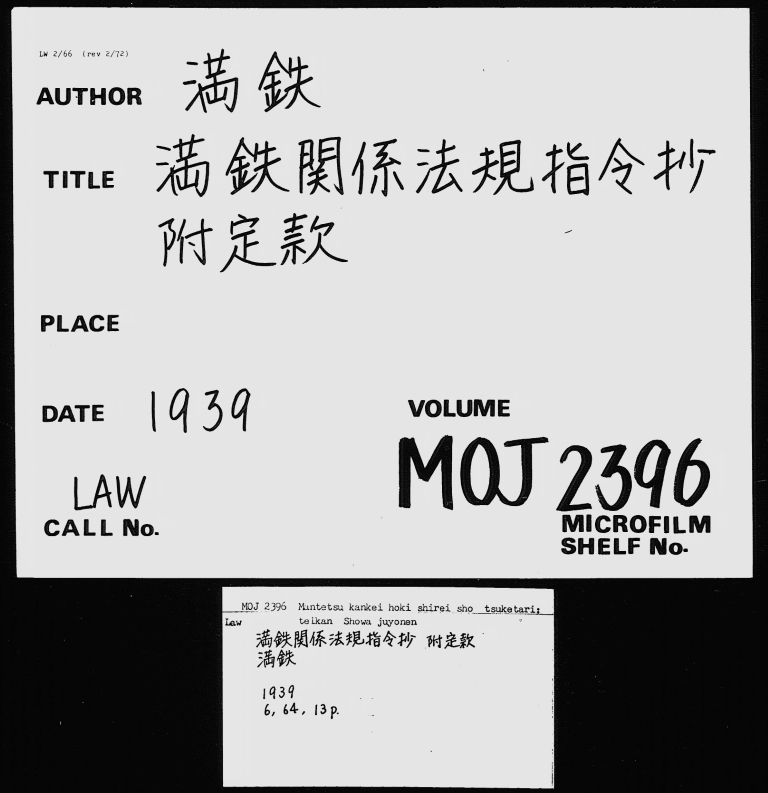 LW 2/66 (rev 2/72)
AUTHOR 満鉄
TITLE 満鉄関係法規指令抄
附定款
PLACE
DATE 1939
VOLUME
MOJ 2396
LAW
CALL No.
MICROFILM
SHELF No.
MOJ 2396 Mantetsu kankei hoki shirei sho tsuketari;
Law teikan Showa juyonen
満鉄関係法規指令抄 附定款
満鉄
1939
6, 64, 13 p.